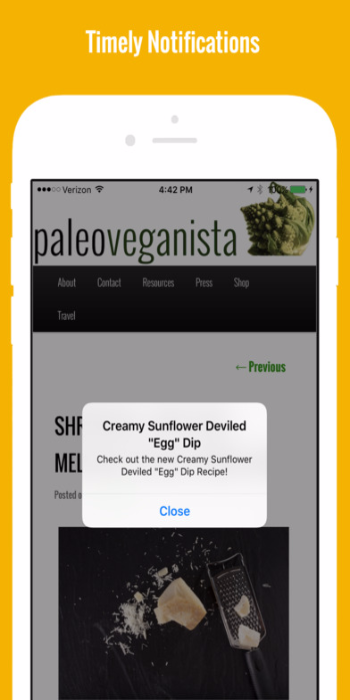 Timely Notifications
Verizon 4:42 PM
paleoveganista
About Contact Resources Press Shop
Travel
← Previous
SHR
Creamy Sunflower Deviled
"Egg" Dip
MEL
Check out the new Creamy Sunflower
Deviled "Egg" Dip Recipe!
Posted o
Close